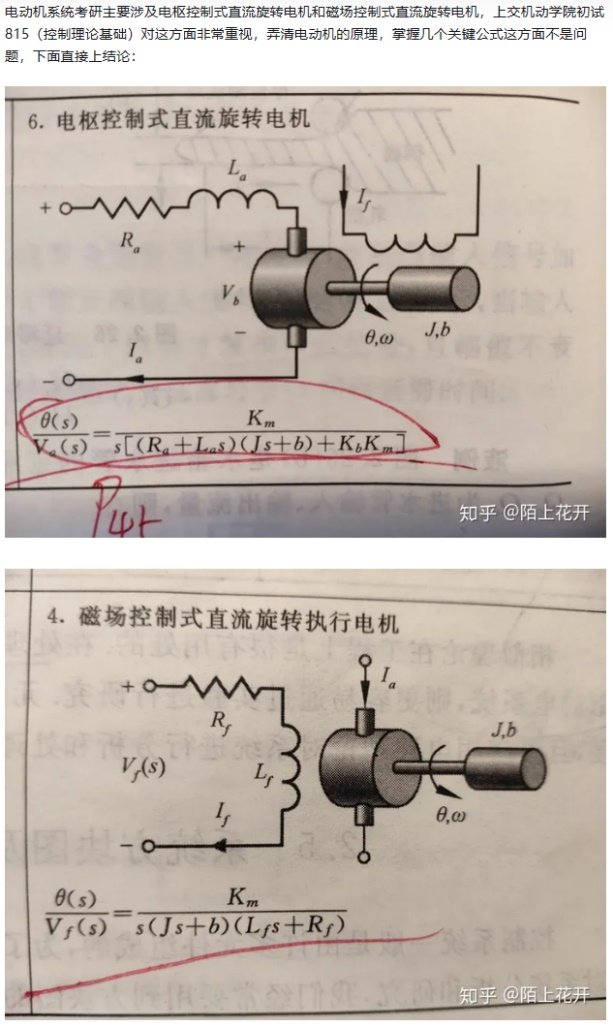 电动机系统考研主要涉及电枢控制式直流旋转电机和磁场控制式直流旋转电机，上交机动学院初试
815（控制理论基础）对这方面非常重视，弄清电动机的原理，掌握几个关键公式这方面不是问
题，下面直接上结论：
6. 电枢控制式直流旋转电机
L_a
I_f
+
R_a
+
V_b
−
I_a
θ,ω
J,b
−
θ(s)/V_a(s)=K_m/s[(R_a+L_a s)(Js+b)+K_b K_m]
知乎 @陌上花开
4. 磁场控制式直流旋转执行电机
+
R_f
I_a
V_f(s)
L_f
J,b
I_f
θ,ω
−
θ(s)/V_f(s)=K_m/s(Js+b)(L_f s+R_f)
知乎 @陌上花开